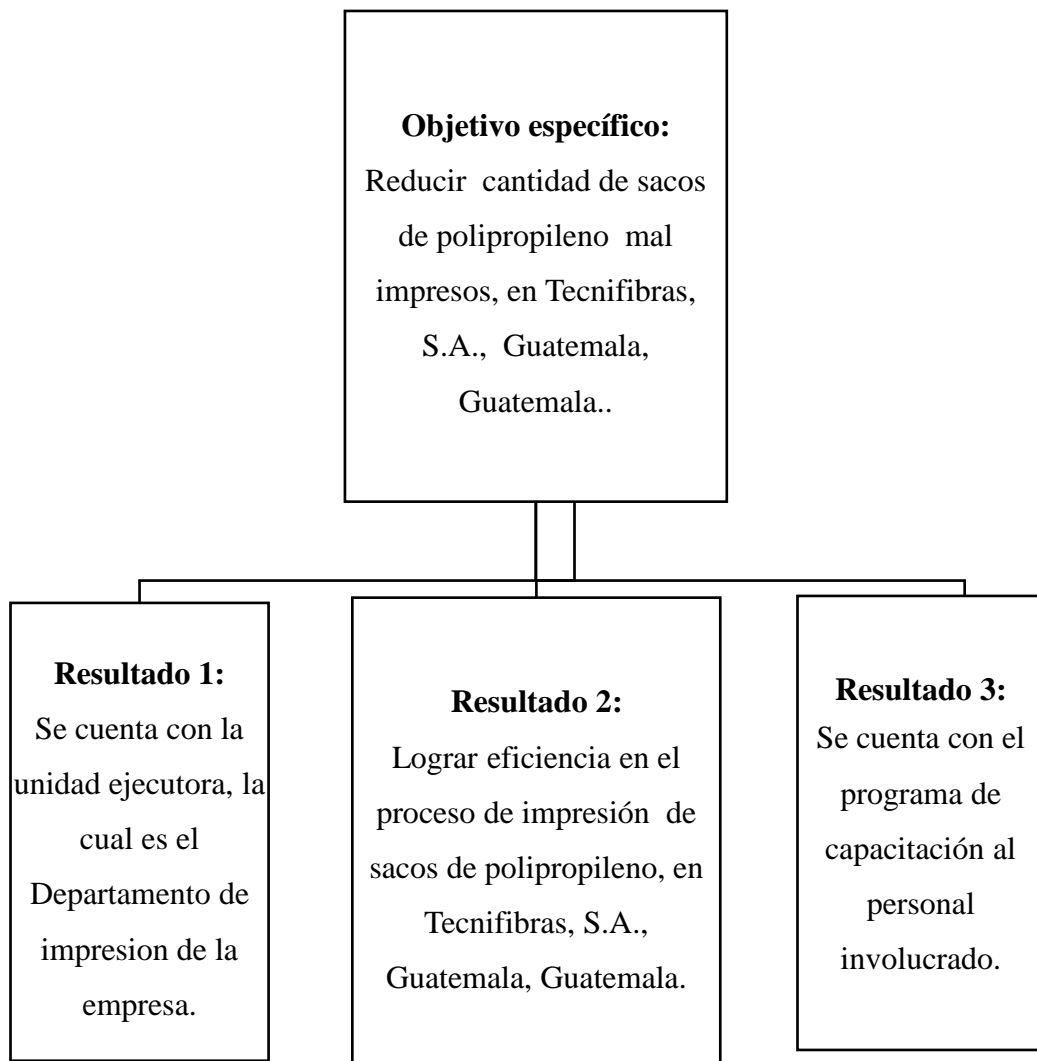 Objetivo específico:
Reducir cantidad de sacos
de polipropileno mal
impresos, en Tecnifibras,
S.A., Guatemala,
Guatemala..
Resultado 1:
Se cuenta con la
unidad ejecutora, la
cual es el
Departamento de
impresion de la
empresa.
Resultado 2:
Lograr eficiencia en el
proceso de impresión de
sacos de polipropileno, en
Tecnifibras, S.A.,
Guatemala, Guatemala.
Resultado 3:
Se cuenta con el
programa de
capacitación al
personal
involucrado.